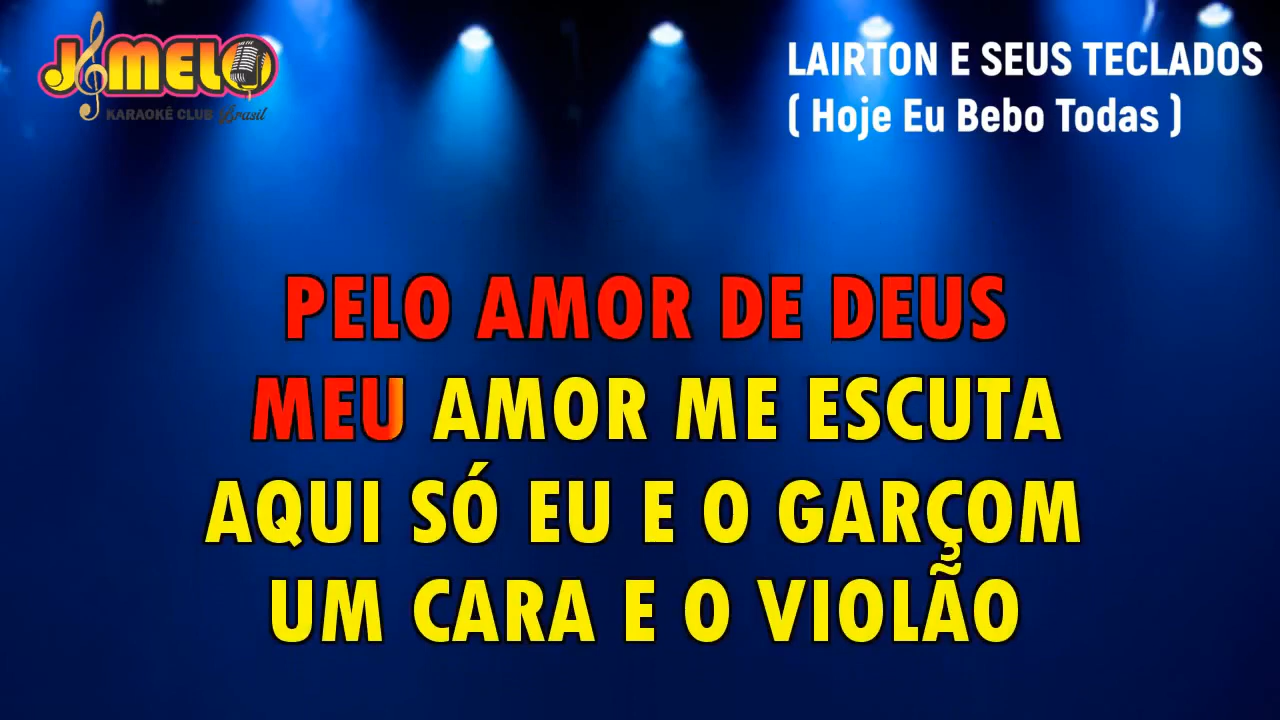 J MELO
KARAOKÊ CLUB Brasil
LAIRTON E SEUS TECLADOS
( Hoje Eu Bebo Todas )
PELO AMOR DE DEUS
MEU AMOR ME ESCUTA
AQUI SÓ EU E O GARÇOM
UM CARA E O VIOLÃO